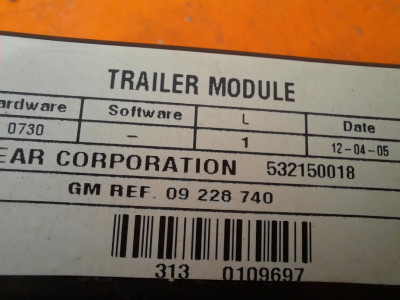 TRAILER MODULE
ardware Software L Date
0730 - 1 12-04-05
EAR CORPORATION 532150018
GM REF. 09 228 740
313 0109697